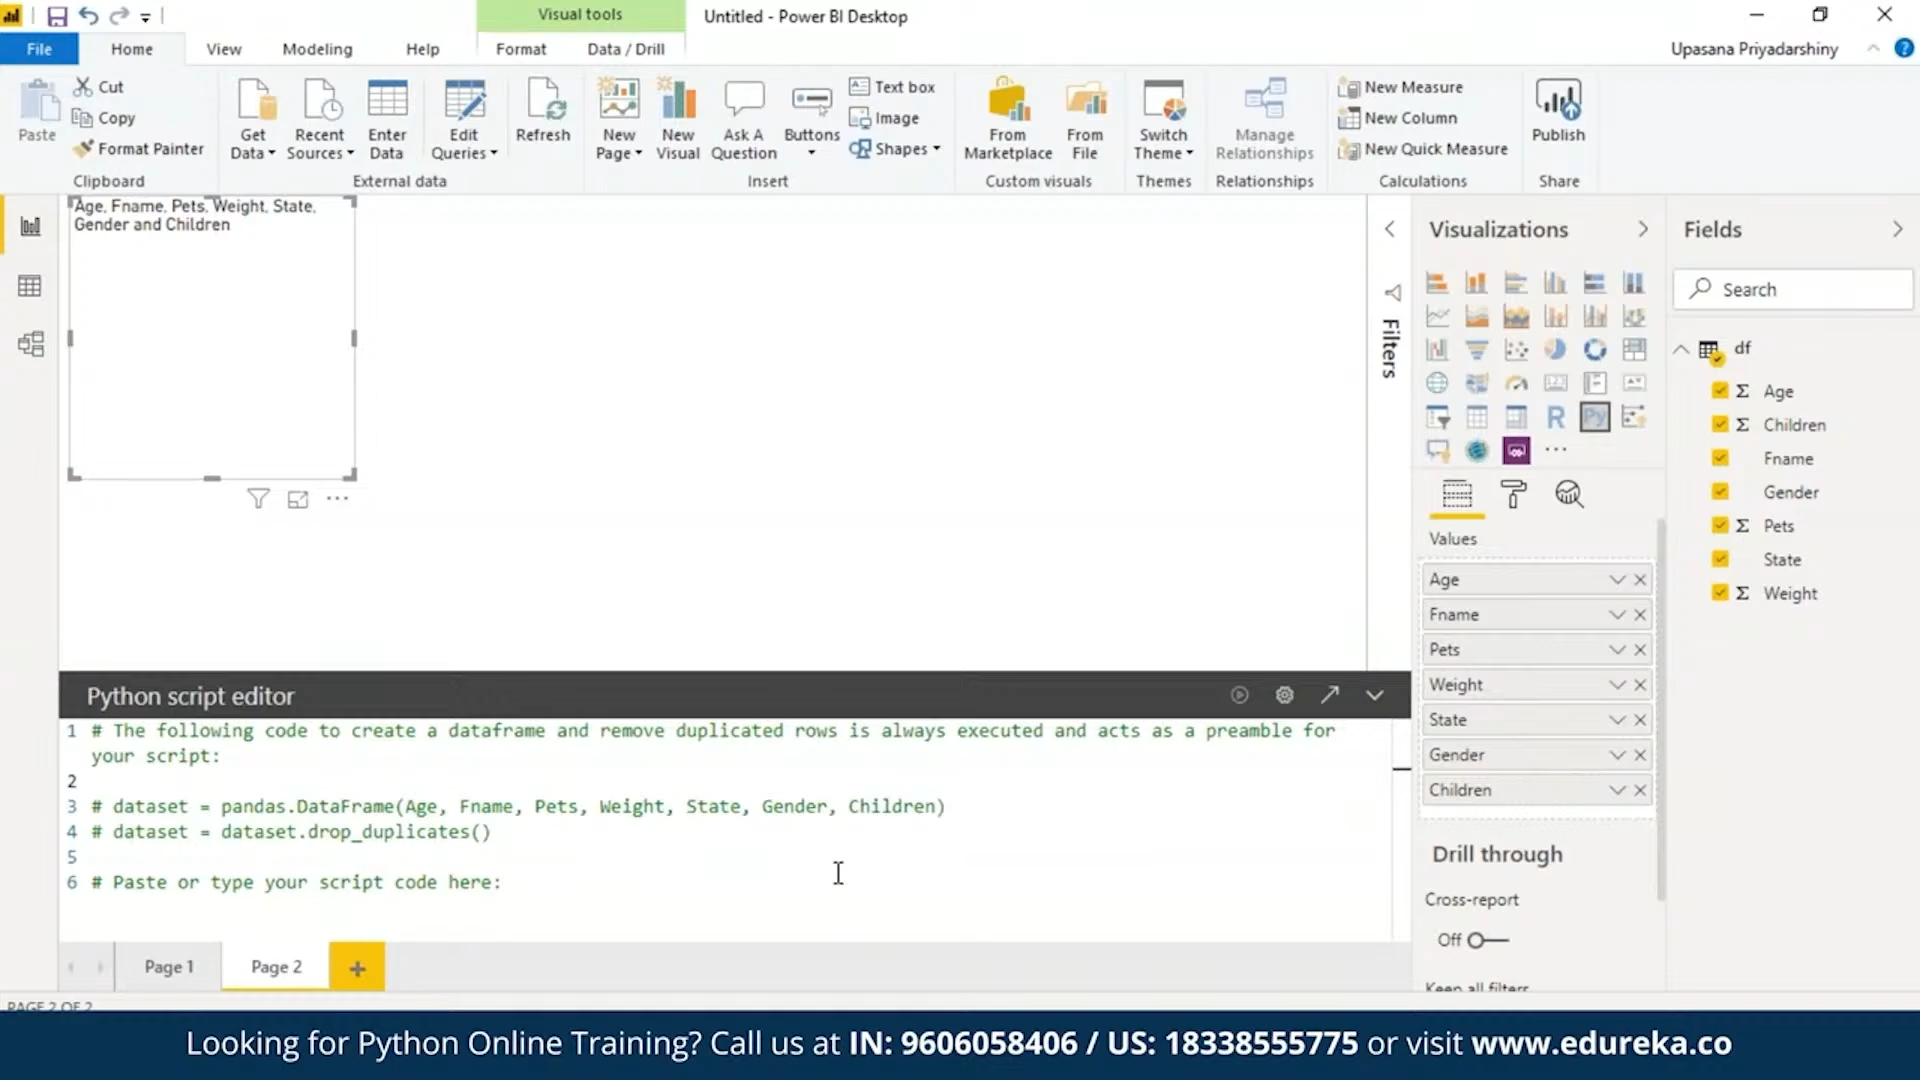 Visual tools
Untitled - Power BI Desktop
File
Home
View
Modeling
Help
Format
Data / Drill
Upasana Priyadarshiny
Paste
Cut
Copy
Format Painter
Clipboard
Get Data
Recent Sources
Enter Data
Edit Queries
External data
Refresh
New Page
New Visual
Ask A Question
Buttons
Text box
Image
Shapes
Insert
From Marketplace
From File
Custom visuals
Switch Theme
Themes
Manage Relationships
Relationships
New Measure
New Column
New Quick Measure
Calculations
Publish
Share
Age, Fname, Pets, Weight, State,
Gender and Children
Filters
Visualizations
R
Py
Values
Age
Fname
Pets
Weight
State
Gender
Children
Drill through
Cross-report
Off
Keep all filters
Fields
Search
df
Age
Children
Fname
Gender
Pets
State
Weight
Python script editor
1 # The following code to create a dataframe and remove duplicated rows is always executed and acts as a preamble for
your script:
2
3 # dataset = pandas.DataFrame(Age, Fname, Pets, Weight, State, Gender, Children)
4 # dataset = dataset.drop_duplicates()
5
6 # Paste or type your script code here:
Page 1
Page 2
PAGE 2 OF 2
Looking for Python Online Training? Call us at IN: 9606058406 / US: 18338555775 or visit www.edureka.co